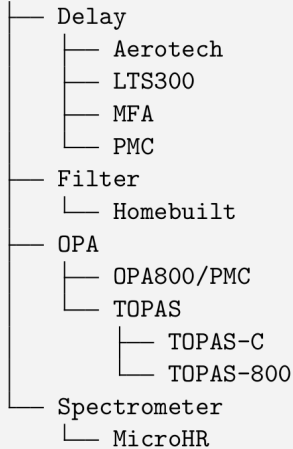 Delay
Aerotech
LTS300
MFA
PMC
Filter
Homebuilt
OPA
OPA800/PMC
TOPAS
TOPAS-C
TOPAS-800
Spectrometer
MicroHR